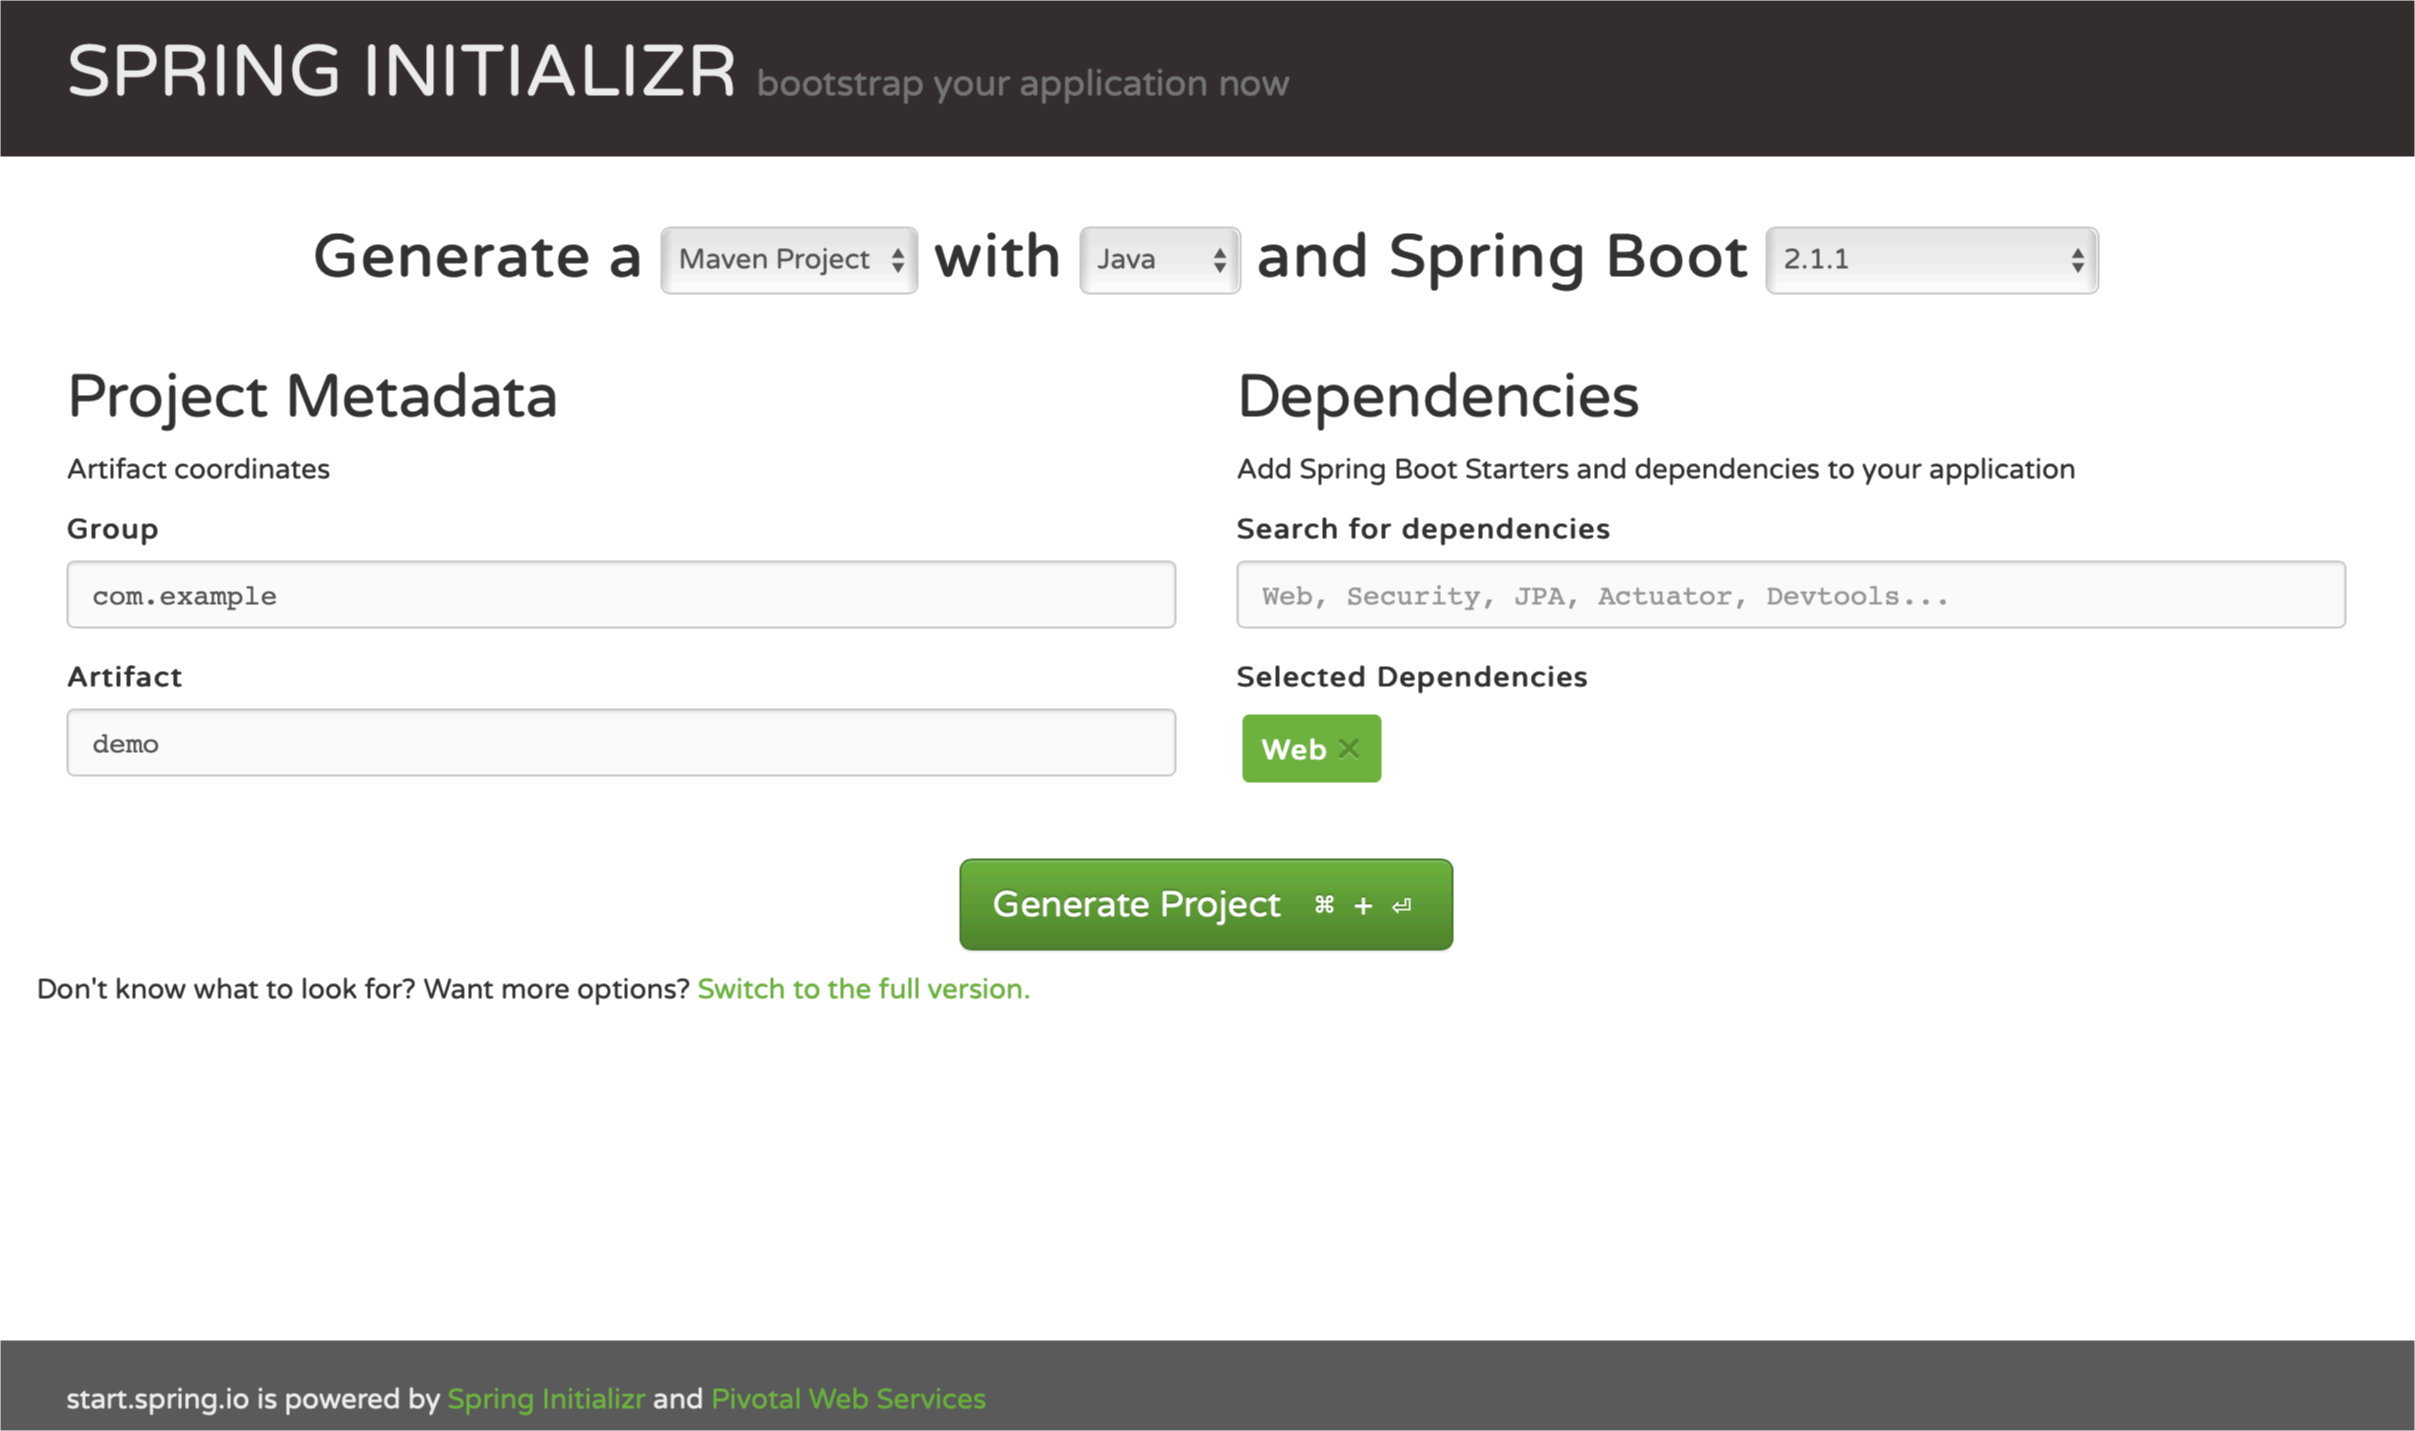 SPRING INITIALIZR bootstrap your application now
Generate a Maven Project with Java and Spring Boot 2.1.1
Project Metadata
Artifact coordinates
Group
com.example
Artifact
demo
Dependencies
Add Spring Boot Starters and dependencies to your application
Search for dependencies
Web, Security, JPA, Actuator, Devtools...
Selected Dependencies
Web ×
Generate Project ⌘ + ⏎
Don't know what to look for? Want more options? Switch to the full version.
start.spring.io is powered by Spring Initializr and Pivotal Web Services